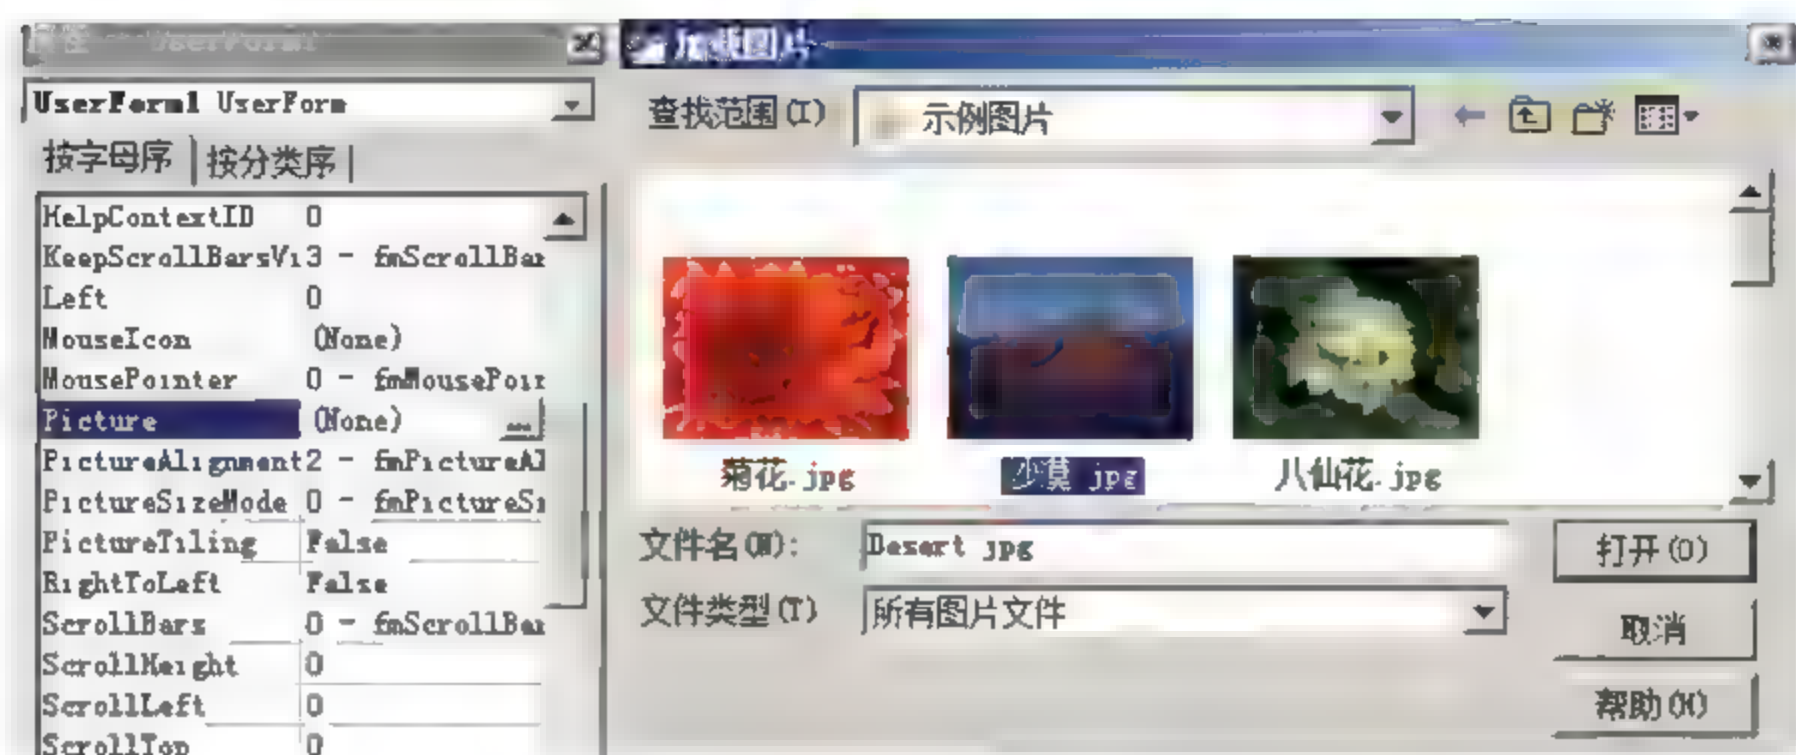 属性 - UserForm1
UserForm1 UserForm
按字母序 按分类序
HelpContextID 0
KeepScrollBarsVi 3 - fmScrollBar
Left 0
MouseIcon (None)
MousePointer 0 - fmMousePoin
Picture (None) ...
PictureAlignment 2 - fmPictureAl
PictureSizeMode 0 - fmPictureSi
PictureTiling False
RightToLeft False
ScrollBars 0 - fmScrollBar
ScrollHeight 0
ScrollLeft 0
ScrollTop 0
加载图片
查找范围(I) 示例图片
菊花.jpg 沙漠.jpg 八仙花.jpg
文件名(N): Desert.jpg 打开(O)
文件类型(T) 所有图片文件
取消
帮助(H)